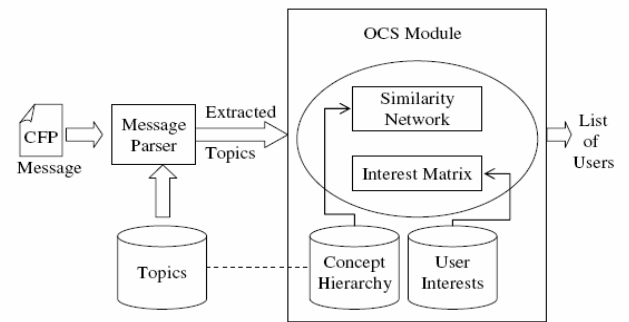 OCS Module
CFP
Message
Message
Parser
Extracted
Topics
Similarity
Network
Interest Matrix
List
of
Users
Topics
Concept
Hierarchy
User
Interests